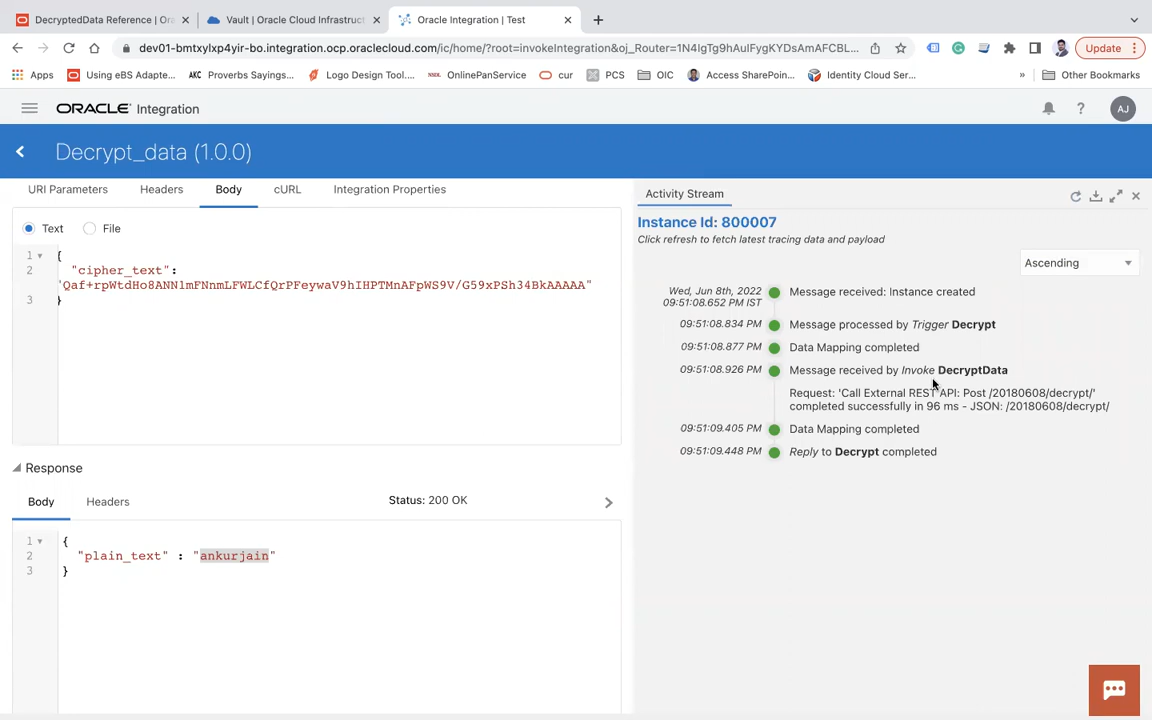 DecryptedData Reference | Ora
Vault | Oracle Cloud Infrastruct
Oracle Integration | Test
dev01-bmtxylxp4yir-bo.integration.ocp.oraclecloud.com/ic/home/?root=invokeIntegration&oj_Router=1N4IgTg9hAuIFygKYDsAmAFCBL...
Update
Apps
Using eBS Adapte...
AKC Proverbs Sayings...
Logo Design Tool....
OnlinePanService
cur
PCS
OIC
Access SharePoin...
Identity Cloud Ser...
»
Other Bookmarks
ORACLE Integration
AJ
Decrypt_data (1.0.0)
URI Parameters
Headers
Body
cURL
Integration Properties
Text
File
1 {
2 "cipher_text":
"Qaf+rpWtdHo8ANN1mFNnmLFWLCfQrPFeywaV9hIHPTMnAFpWS9V/G59xPSh34BkAAAAA"
3 }
Response
Body
Headers
Status: 200 OK
1 {
2 "plain_text" : "ankurjain"
3 }
Activity Stream
Instance Id: 800007
Click refresh to fetch latest tracing data and payload
Ascending
Wed, Jun 8th, 2022
09:51:08.652 PM IST
Message received: Instance created
09:51:08.834 PM
Message processed by Trigger Decrypt
09:51:08.877 PM
Data Mapping completed
09:51:08.926 PM
Message received by Invoke DecryptData
Request: 'Call External REST API: Post /20180608/decrypt/'
completed successfully in 96 ms - JSON: /20180608/decrypt/
09:51:09.405 PM
Data Mapping completed
09:51:09.448 PM
Reply to Decrypt completed